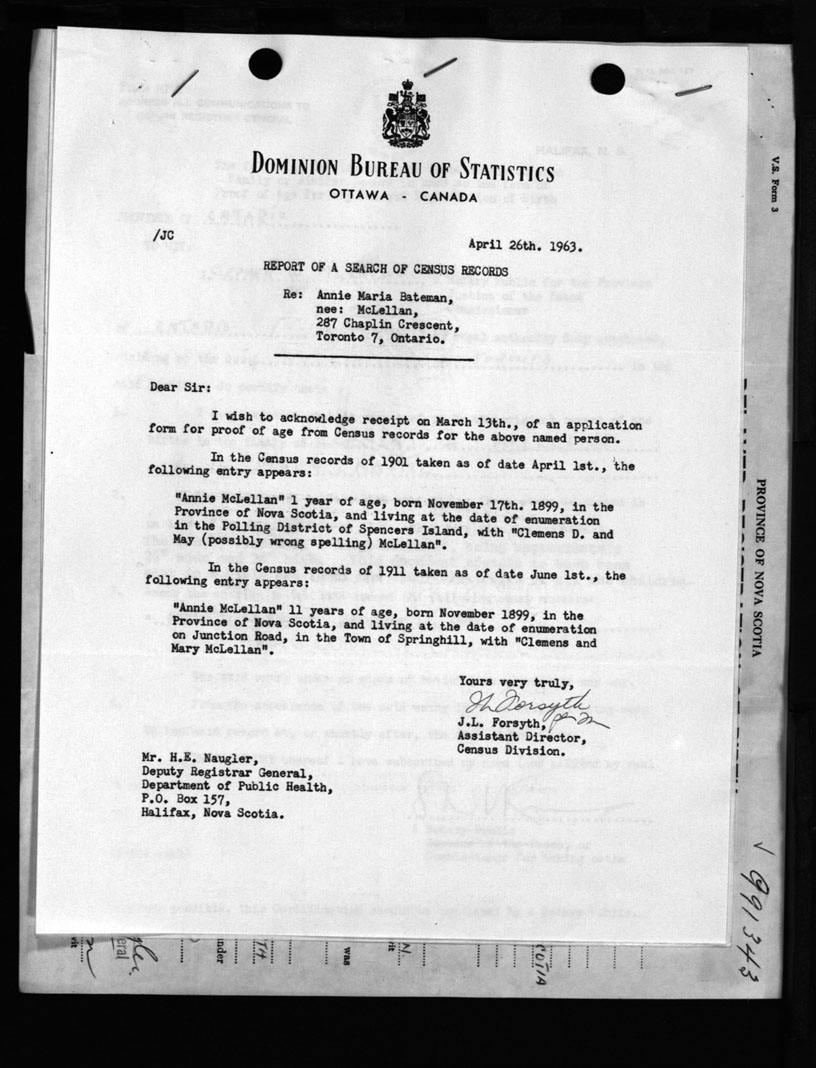 DOMINION BUREAU OF STATISTICS
OTTAWA - CANADA
/JC
April 26th. 1963.
REPORT OF A SEARCH OF CENSUS RECORDS
Re: Annie Maria Bateman,
nee: McLellan,
287 Chaplin Crescent,
Toronto 7, Ontario.
Dear Sir:
I wish to acknowledge receipt on March 13th., of an application
form for proof of age from Census records for the above named person.
In the Census records of 1901 taken as of date April 1st., the
following entry appears:
"Annie McLellan" 1 year of age, born November 17th. 1899, in the
Province of Nova Scotia, and living at the date of enumeration
in the Polling District of Spencers Island, with "Clemens D. and
May (possibly wrong spelling) McLellan".
In the Census records of 1911 taken as of date June 1st., the
following entry appears:
"Annie McLellan" 11 years of age, born November 1899, in the
Province of Nova Scotia, and living at the date of enumeration
on Junction Road, in the Town of Springhill, with "Clemens and
Mary McLellan".
Yours very truly,
J.L. Forsyth,
Assistant Director,
Census Division.
Mr. H.E. Naugler,
Deputy Registrar General,
Department of Public Health,
P.O. Box 157,
Halifax, Nova Scotia.
V.S. Form 3
PROVINCE OF NOVA SCOTIA
991343
was